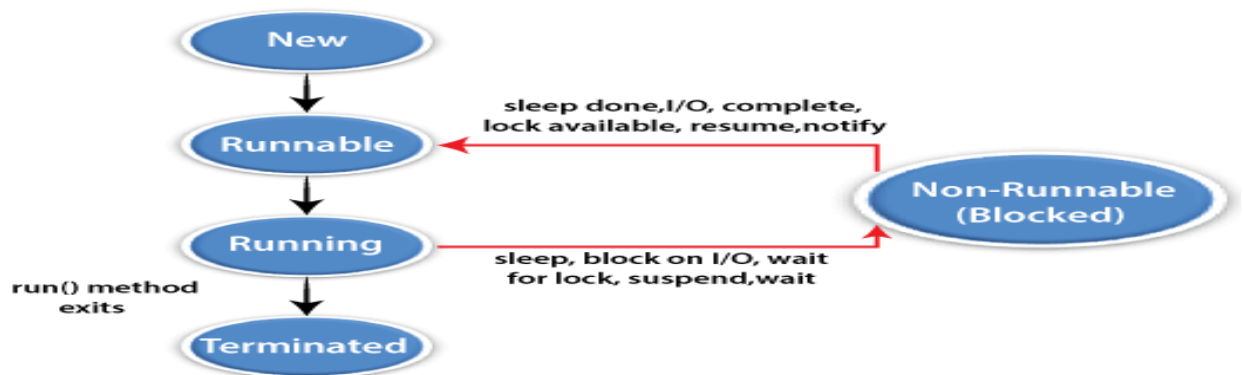 New
sleep done,I/O, complete,
lock available, resume,notify
Runnable
Non-Runnable
(Blocked)
Running
sleep, block on I/O, wait
for lock, suspend,wait
run() method
exits
Terminated